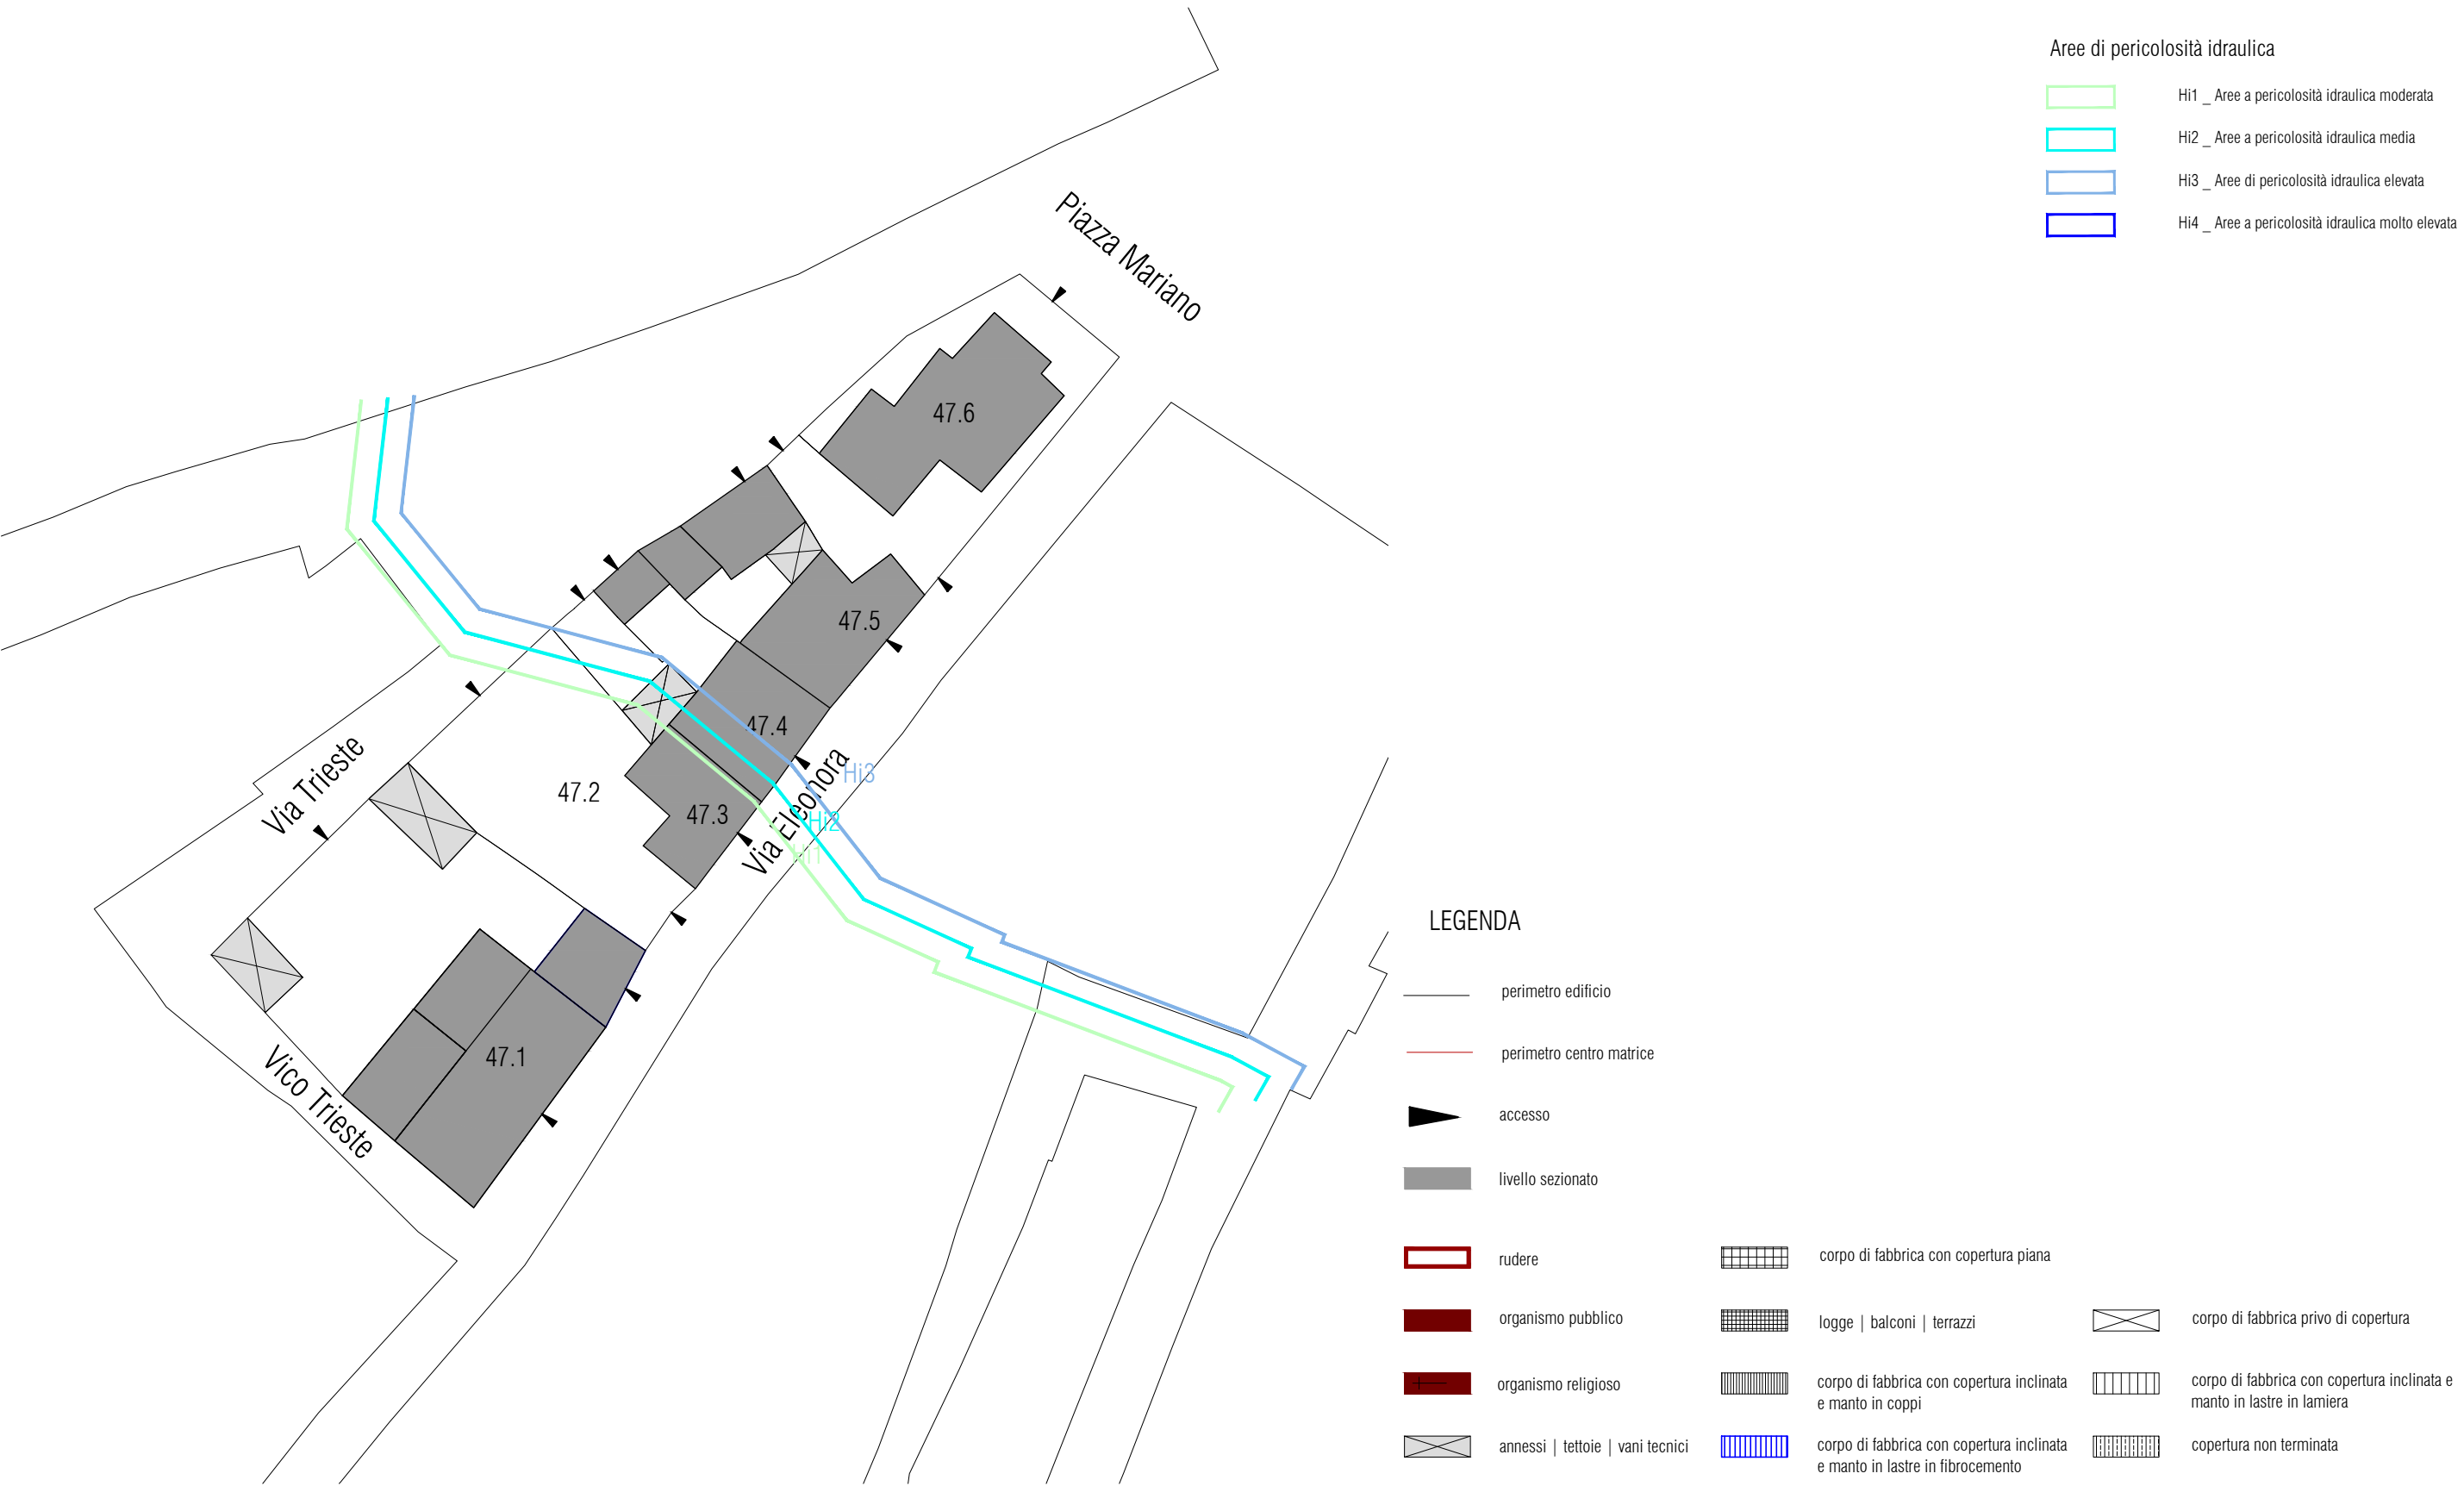 Aree di pericolosità idraulica
Hi1 _ Aree a pericolosità idraulica moderata
Hi2 _ Aree a pericolosità idraulica media
Hi3 _ Aree di pericolosità idraulica elevata
Hi4 _ Aree a pericolosità idraulica molto elevata
Piazza Mariano
47.6
47.5
47.4
Via Trieste
47.2
47.3
Via Eleonora
Hi3
Hi2
Hi1
47.1
Vico Trieste
LEGENDA
perimetro edificio
perimetro centro matrice
accesso
livello sezionato
rudere
corpo di fabbrica con copertura piana
organismo pubblico
logge | balconi | terrazzi
corpo di fabbrica privo di copertura
organismo religioso
corpo di fabbrica con copertura inclinata
e manto in coppi
corpo di fabbrica con copertura inclinata e
manto in lastre in lamiera
annessi | tettoie | vani tecnici
corpo di fabbrica con copertura inclinata
e manto in lastre in fibrocemento
copertura non terminata